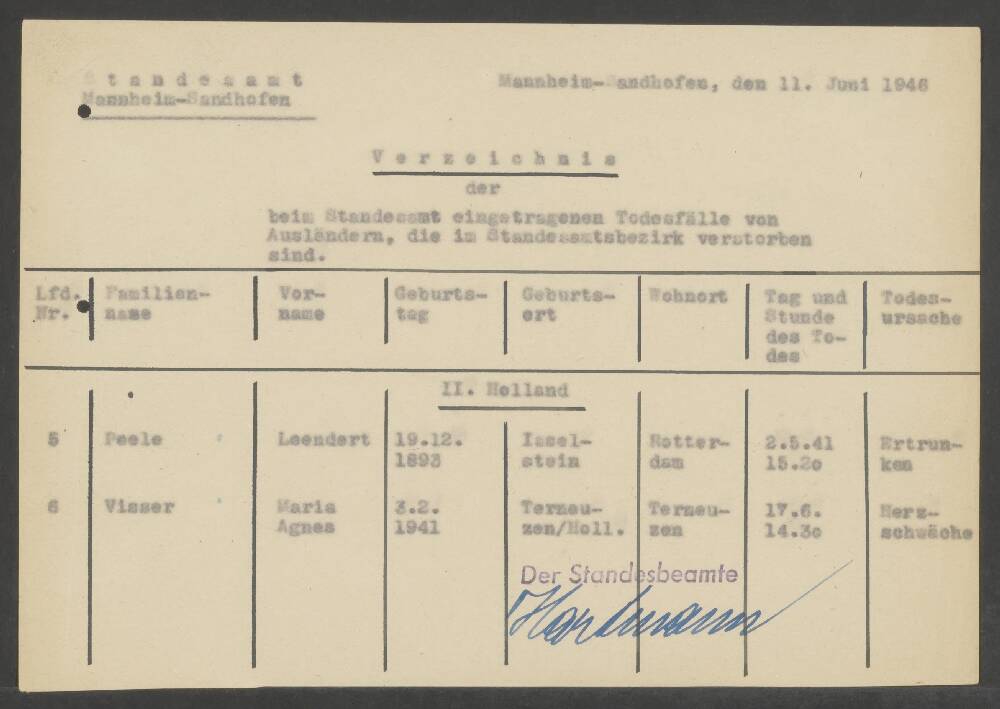 Standesamt
Mannheim-Sandhofen
Mannheim-Sandhofen, den 11. Juni 1946
Verzeichnis
der
beim Standesamt eingetragenen Todesfälle von
Ausländern, die im Standesamtsbezirk verstorben
sind.
Lfd. Familien- Vor- Geburts- Geburts- Wohnort Tag und Todes-
Nr. name name tag ort Stunde ursache
des To-
des
II. Holland
5 Peele Leendert 19.12. Issel- Rotter- 2.5.41 Ertrun-
1893 stein dam 15.2o ken
6 Visser Maria 3.2. Terneu- Terneu- 17.6. Herz-
Agnes 1941 zen/Holl. zen 14.3o schwäche
Der Standesbeamte
Hartmann